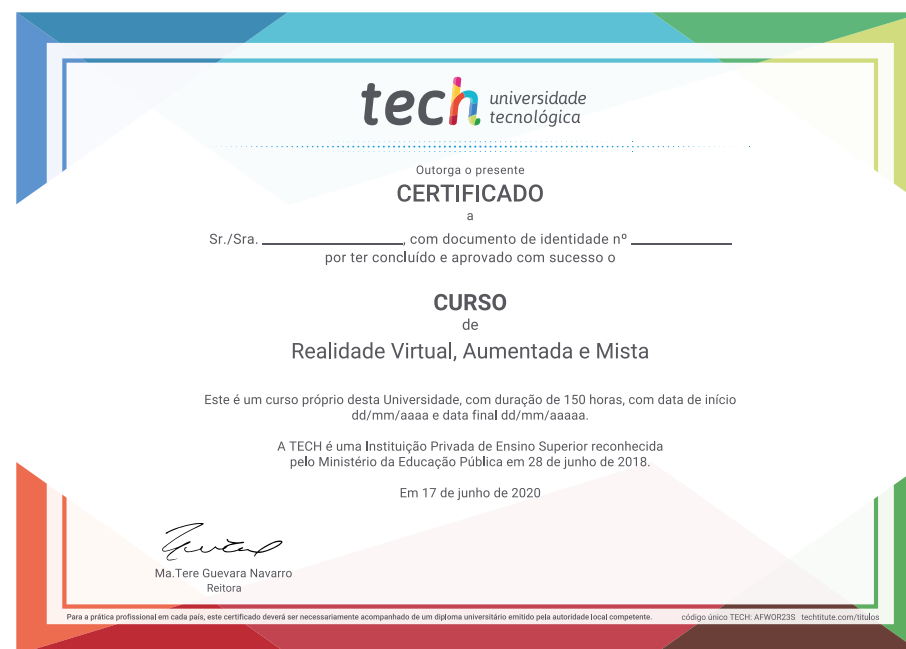 tech universidade
tecnológica
Outorga o presente
CERTIFICADO
a
Sr./Sra. ____________, com documento de identidade nº ____________
por ter concluído e aprovado com sucesso o
CURSO
de
Realidade Virtual, Aumentada e Mista
Este é um curso próprio desta Universidade, com duração de 150 horas, com data de início
dd/mm/aaaa e data final dd/mm/aaaaa.
A TECH é uma Instituição Privada de Ensino Superior reconhecida
pelo Ministério da Educação Pública em 28 de junho de 2018.
Em 17 de junho de 2020
Ma.Tere Guevara Navarro
Reitora
Para a prática profissional em cada país, este certificado deverá ser necessariamente acompanhado de um diploma universitário emitido pela autoridade local competente. código único TECH: AFWOR23S techtitute.com/titulos